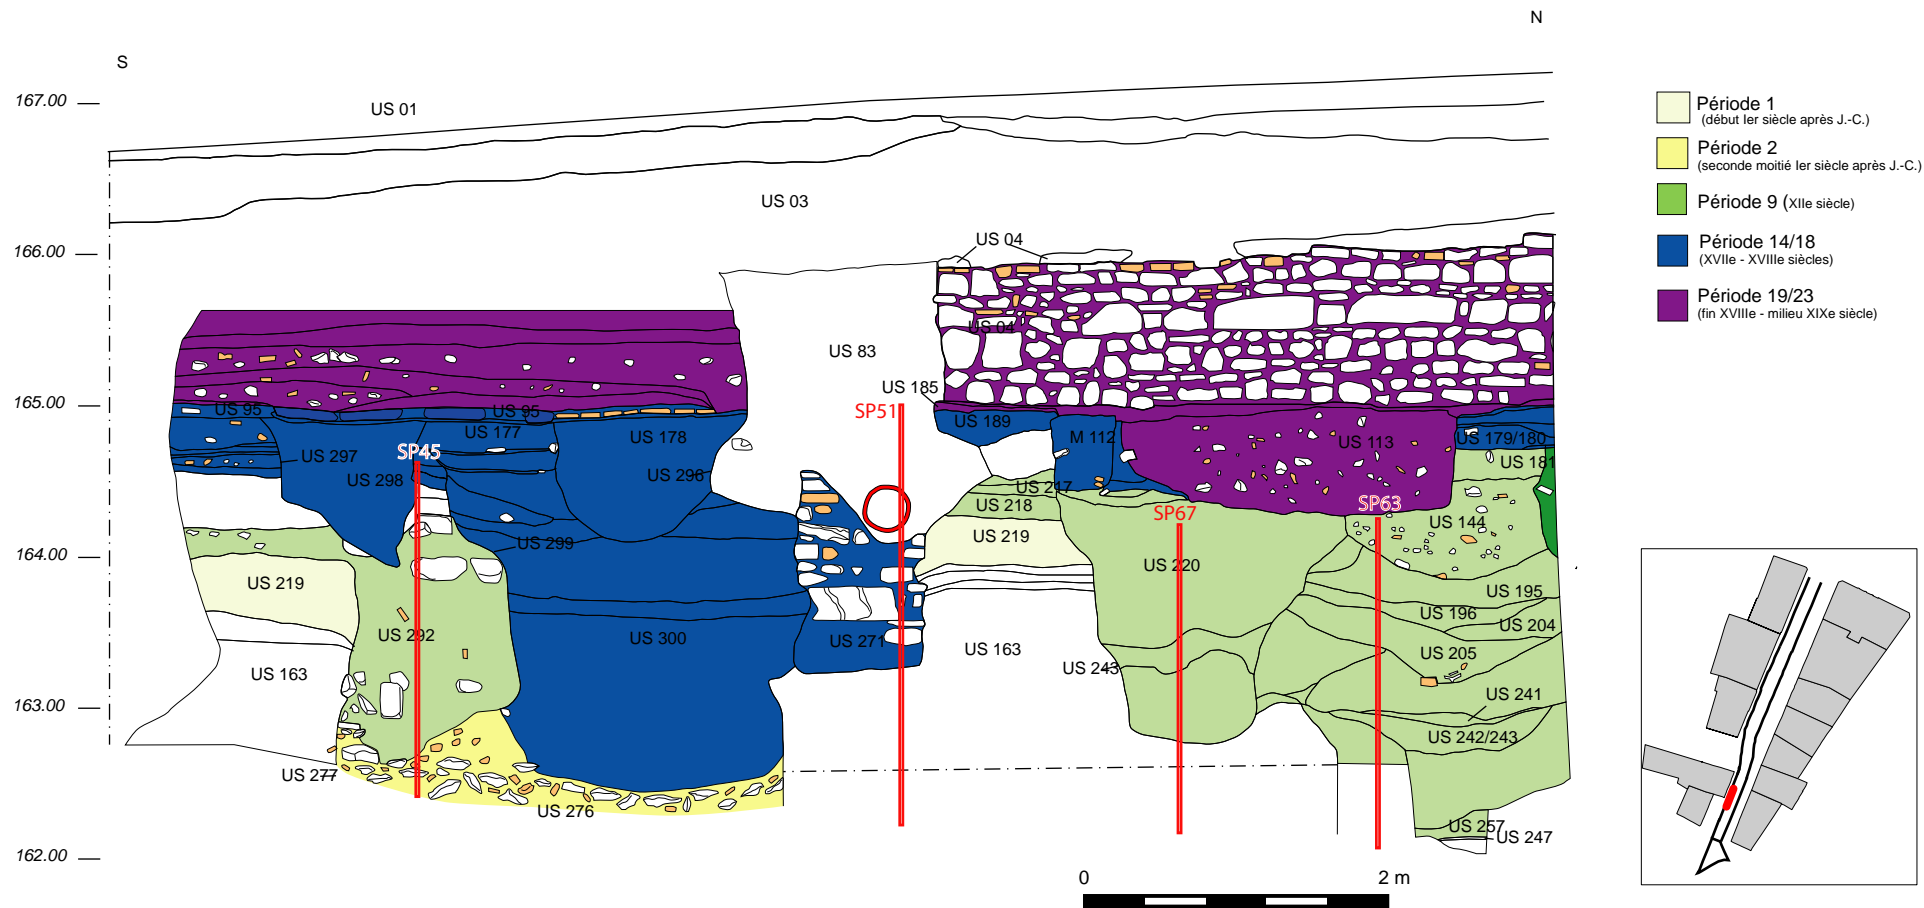 N
S
167.00
US 01
US 03
166.00
US 04
US 04
US 83
165.00
US 185
SP51
US 95
US 95
US 177
US 178
US 189
M 112
US 113
US 179/180
US 181
US 297
SP45
US 298
US 296
US 217
US 218
SP67
SP63
US 144
164.00
US 299
US 219
US 219
US 220
US 195
US 196
US 204
US 292
US 300
US 271
US 163
US 205
US 163
US 243
US 241
163.00
US 242/243
US 277
US 276
US 257
US 247
162.00
0
2 m
Période 1
(début Ier siècle après J.-C.)
Période 2
(seconde moitié Ier siècle après J.-C.)
Période 9 (XIIe siècle)
Période 14/18
(XVIIe - XVIIIe siècles)
Période 19/23
(fin XVIIIe - milieu XIXe siècle)